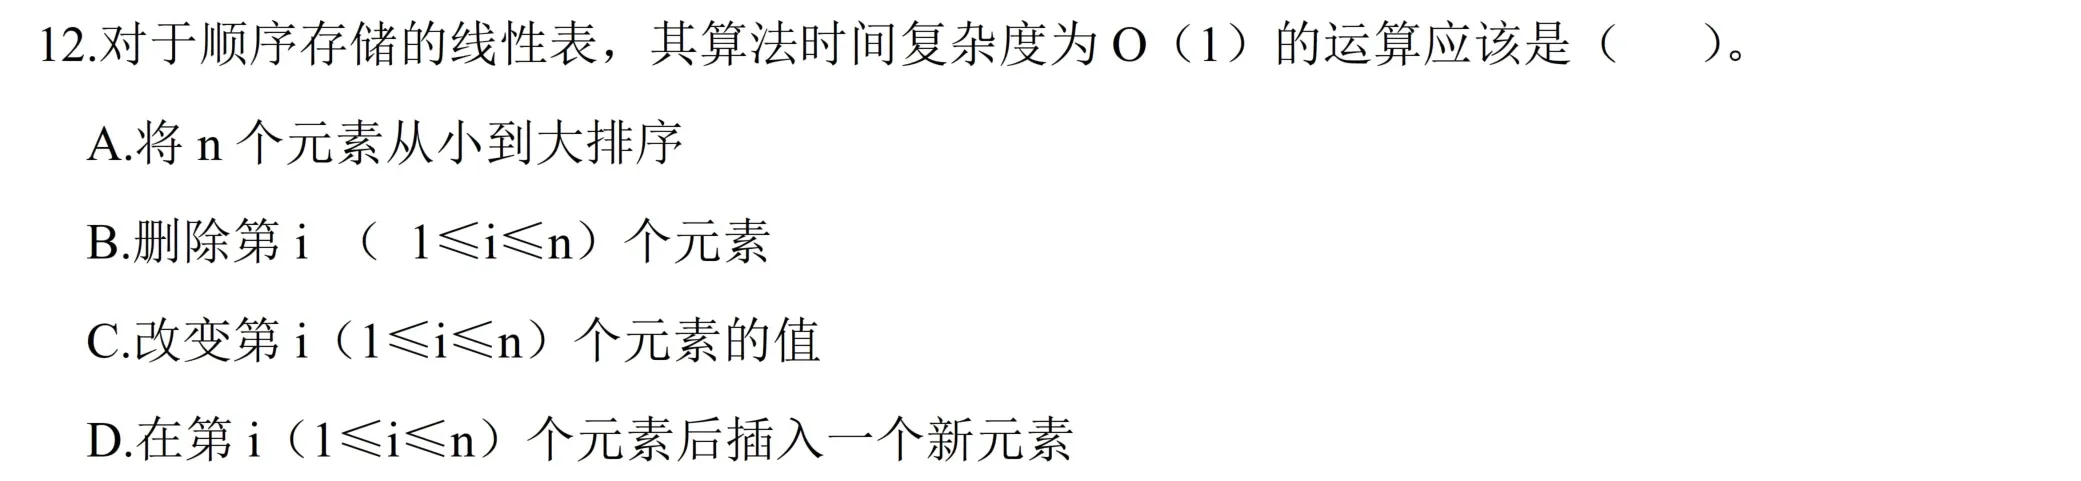 12.对于顺序存储的线性表，其算法时间复杂度为 O（1）的运算应该是（　　）。
A.将 n 个元素从小到大排序
B.删除第 i （ 1≤i≤n）个元素
C.改变第 i（1≤i≤n）个元素的值
D.在第 i（1≤i≤n）个元素后插入一个新元素